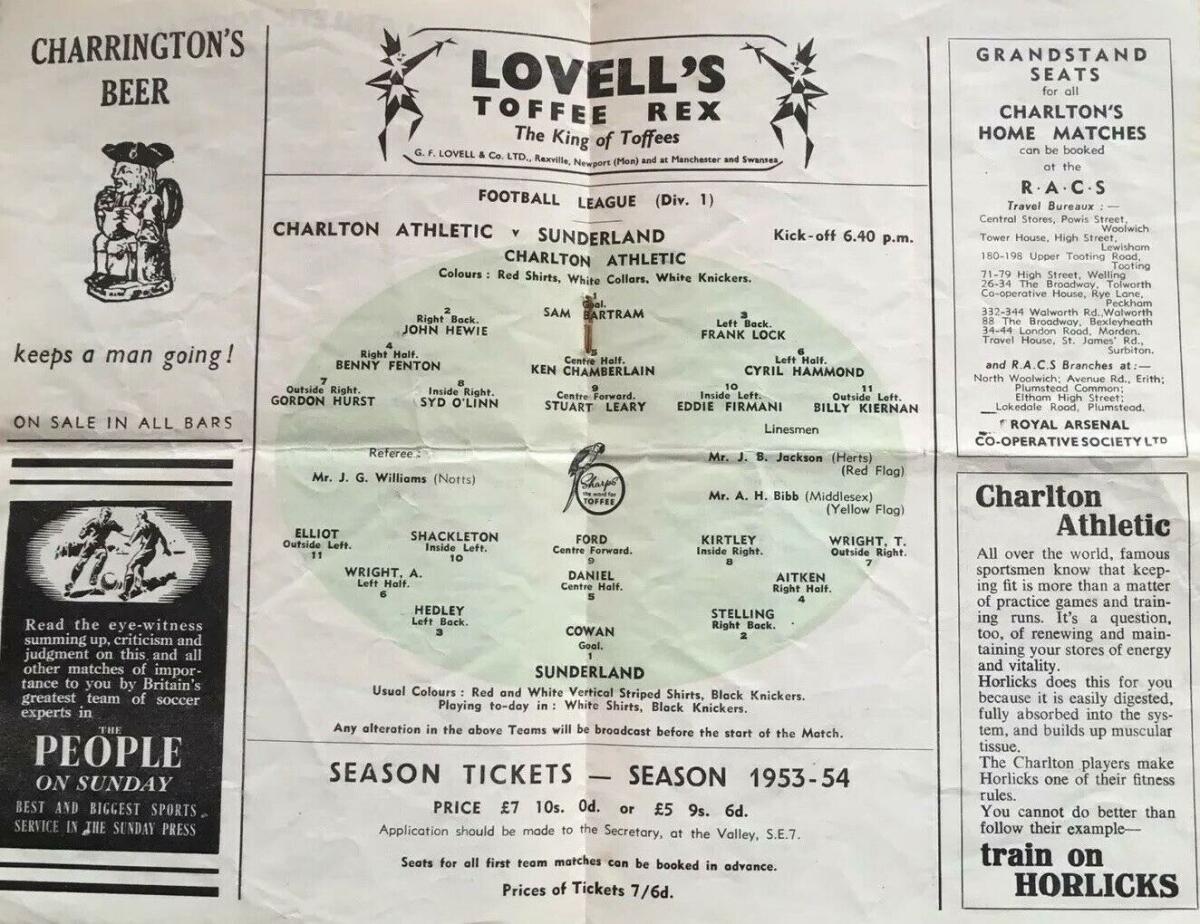 CHARRINGTON'S
BEER
keeps a man going!
ON SALE IN ALL BARS
Read the eye-witness
summing up, criticism and
judgment on this and all
other matches of impor-
tance to you by Britain's
greatest team of soccer
experts in
THE
PEOPLE
ON SUNDAY
BEST AND BIGGEST SPORTS
SERVICE IN THE SUNDAY PRESS
LOVELL'S
TOFFEE REX
The King of Toffees
G. F. LOVELL & Co. LTD., Rexville, Newport (Mon) and at Manchester and Swansea
FOOTBALL LEAGUE (Div. 1)
CHARLTON ATHLETIC v SUNDERLAND Kick-off 6.40 p.m.
CHARLTON ATHLETIC
Colours : Red Shirts, White Collars, White Knickers.
1
Goal.
SAM BARTRAM
2
Right Back.
JOHN HEWIE
3
Left Back.
FRANK LOCK
4
Right Half.
BENNY FENTON
5
Centre Half.
KEN CHAMBERLAIN
6
Left Half.
CYRIL HAMMOND
7
Outside Right.
GORDON HURST
8
Inside Right.
SYD O'LINN
9
Centre Forward.
STUART LEARY
10
Inside Left.
EDDIE FIRMANI
11
Outside Left.
BILLY KIERNAN
Referee :
Mr. J. G. Williams (Notts)
Sharps
the word for
TOFFEE
Linesmen
Mr. J. B. Jackson (Herts)
(Red Flag)
Mr. A. H. Bibb (Middlesex)
(Yellow Flag)
ELLIOT
Outside Left.
11
SHACKLETON
Inside Left.
10
FORD
Centre Forward.
9
KIRTLEY
Inside Right.
8
WRIGHT, T.
Outside Right.
7
WRIGHT, A.
Left Half.
6
DANIEL
Centre Half.
5
AITKEN
Right Half.
4
HEDLEY
Left Back.
3
STELLING
Right Back.
2
COWAN
Goal.
1
SUNDERLAND
Usual Colours : Red and White Vertical Striped Shirts, Black Knickers.
Playing to-day in : White Shirts, Black Knickers.
Any alteration in the above Teams will be broadcast before the start of the Match.
SEASON TICKETS — SEASON 1953-54
PRICE £7 10s. 0d. or £5 9s. 6d.
Application should be made to the Secretary, at the Valley, S.E.7.
Seats for all first team matches can be booked in advance.
Prices of Tickets 7/6d.
GRANDSTAND
SEATS
for all
CHARLTON'S
HOME MATCHES
can be booked
at the
R·A·C·S
Travel Bureaux : —
Central Stores, Powis Street,
Woolwich
Tower House, High Street,
Lewisham
180-198 Upper Tooting Road,
Tooting
71-79 High Street, Welling
26-34 The Broadway, Tolworth
Co-operative House, Rye Lane,
Peckham
332-344 Walworth Rd., Walworth
88 The Broadway, Bexleyheath
34-44 London Road, Morden.
Travel House, St. James' Rd.,
Surbiton.
and R.A.C.S Branches at :—
North Woolwich; Avenue Rd., Erith;
Plumstead Common;
Eltham High Street;
Lakedale Road, Plumstead.
ROYAL ARSENAL
CO-OPERATIVE SOCIETY LTD
Charlton
Athletic
All over the world, famous
sportsmen know that keep-
ing fit is more than a matter
of practice games and train-
ing runs. It's a question,
too, of renewing and main-
taining your stores of energy
and vitality.
Horlicks does this for you
because it is easily digested,
fully absorbed into the sys-
tem, and builds up muscular
tissue.
The Charlton players make
Horlicks one of their fitness
rules.
You cannot do better than
follow their example—
train on
HORLICKS